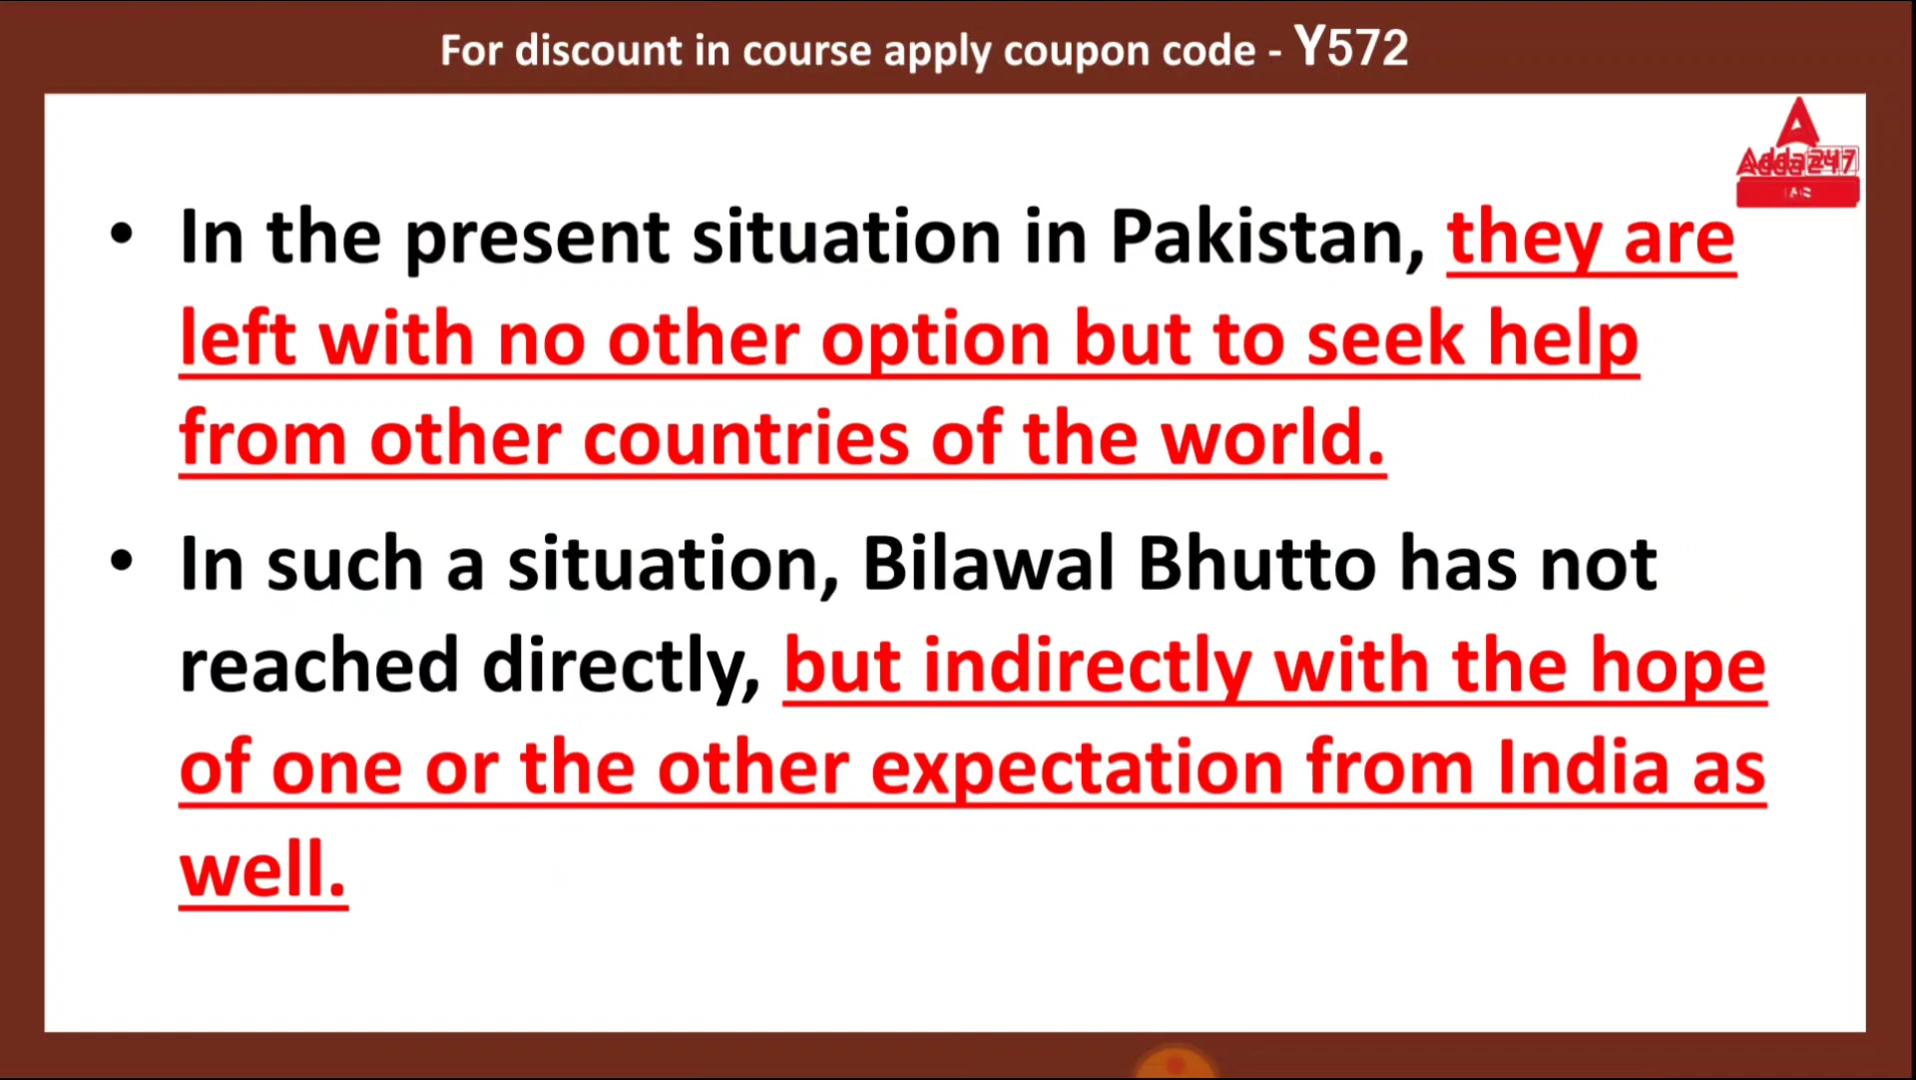 For discount in course apply coupon code - Y572
Adda247
IAS
• In the present situation in Pakistan, they are
left with no other option but to seek help
from other countries of the world.
• In such a situation, Bilawal Bhutto has not
reached directly, but indirectly with the hope
of one or the other expectation from India as
well.